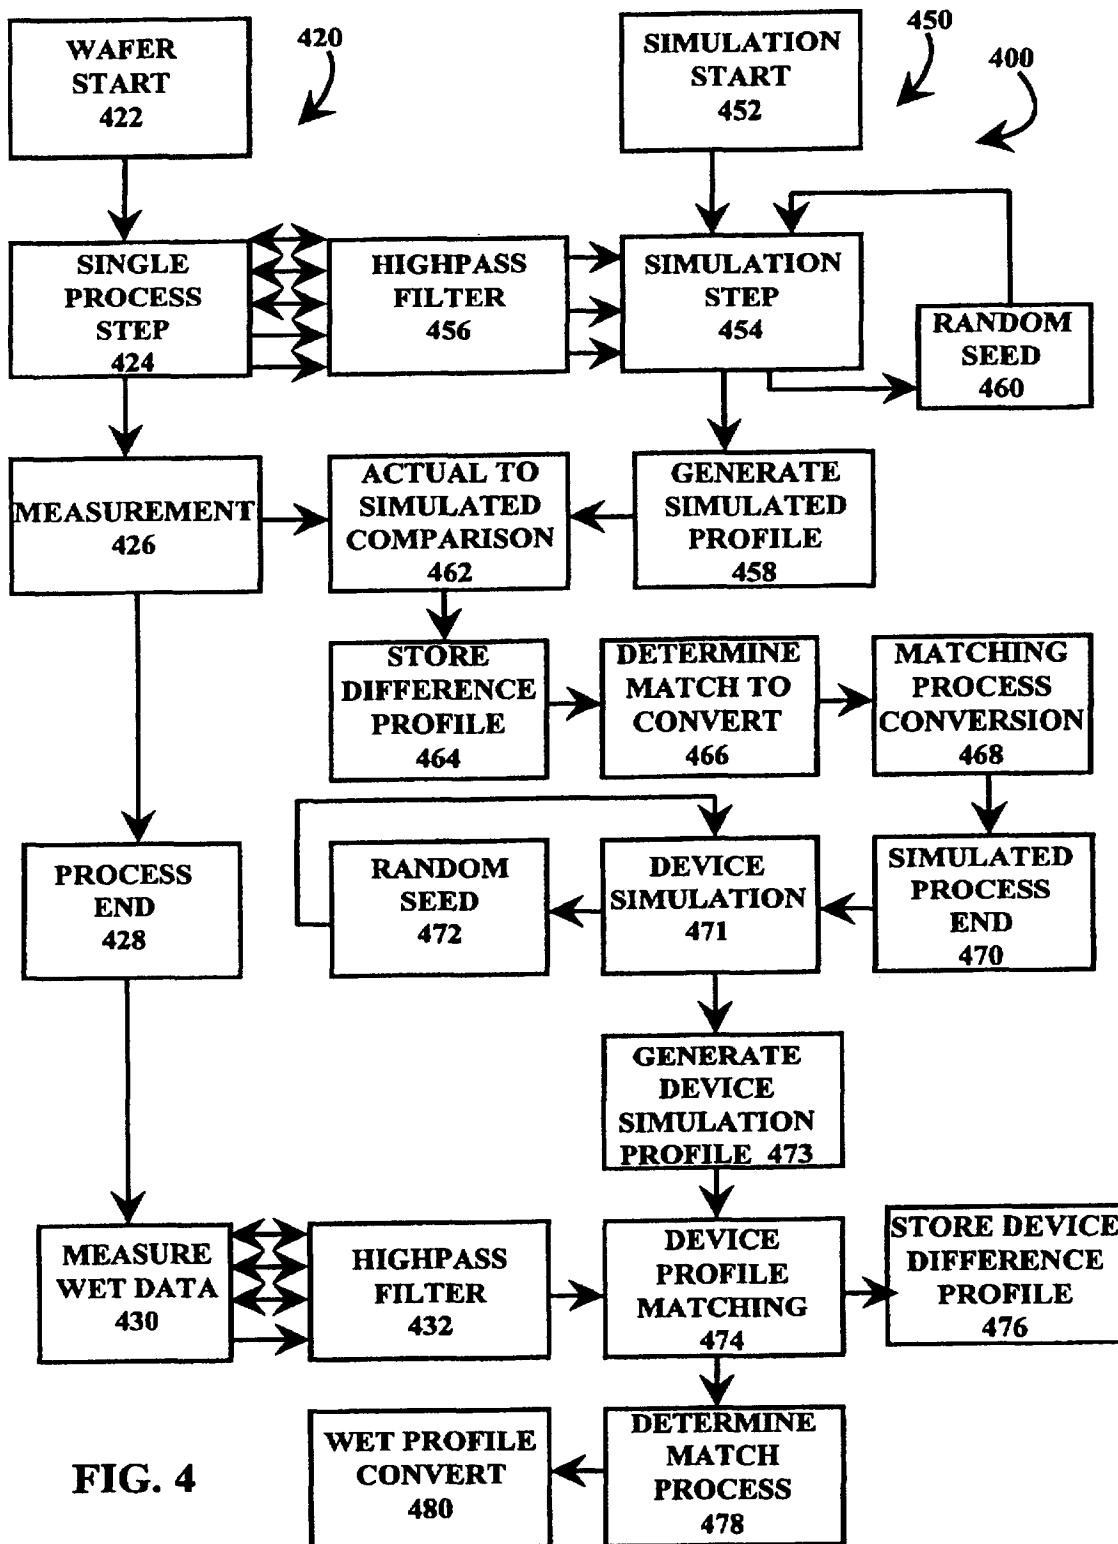 WAFER
START
422
420
SIMULATION
START
452
450
400
SINGLE
PROCESS
STEP
424
HIGHPASS
FILTER
456
SIMULATION
STEP
454
RANDOM
SEED
460
MEASUREMENT
426
ACTUAL TO
SIMULATED
COMPARISON
462
GENERATE
SIMULATED
PROFILE
458
STORE
DIFFERENCE
PROFILE
464
DETERMINE
MATCH TO
CONVERT
466
MATCHING
PROCESS
CONVERSION
468
PROCESS
END
428
RANDOM
SEED
472
DEVICE
SIMULATION
471
SIMULATED
PROCESS
END
470
GENERATE
DEVICE
SIMULATION
PROFILE 473
MEASURE
WET DATA
430
HIGHPASS
FILTER
432
DEVICE
PROFILE
MATCHING
474
STORE DEVICE
DIFFERENCE
PROFILE
476
FIG. 4
WET PROFILE
CONVERT
480
DETERMINE
MATCH
PROCESS
478